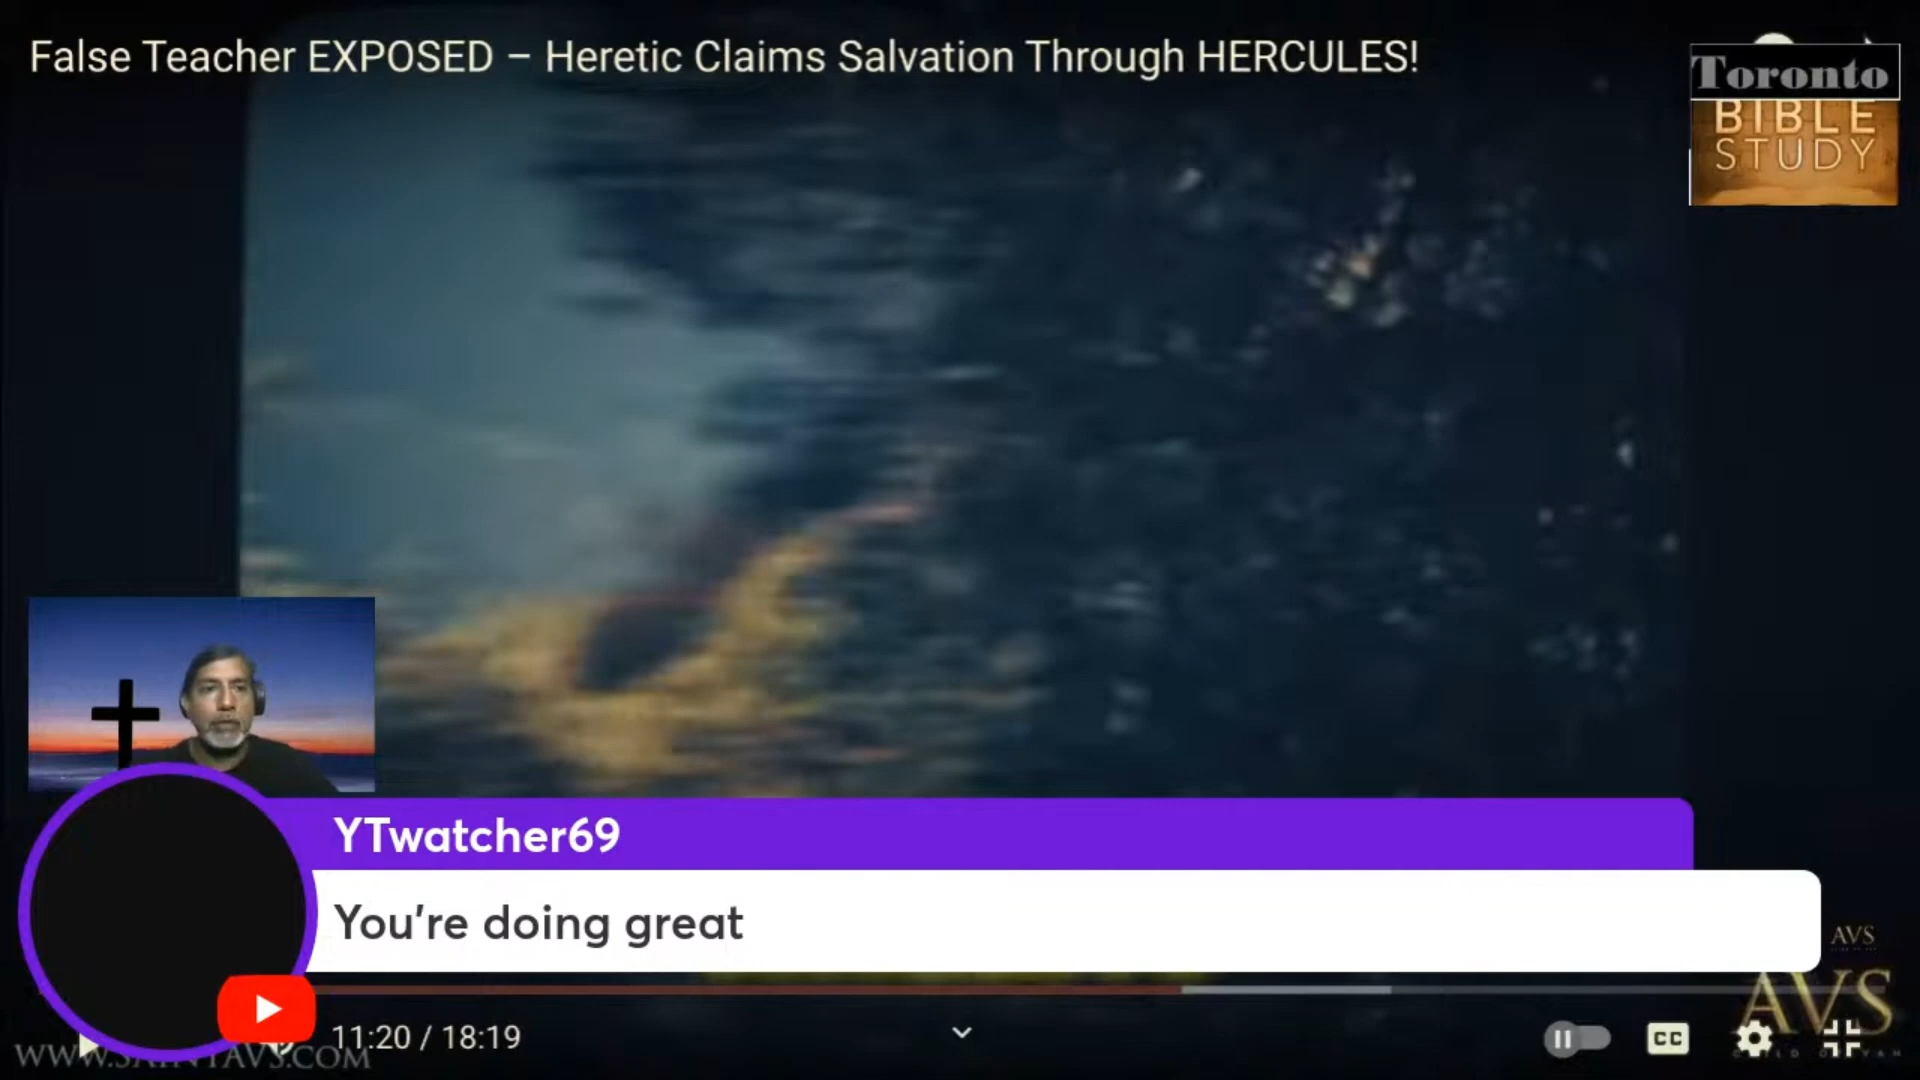 False Teacher EXPOSED – Heretic Claims Salvation Through HERCULES!
Toronto
BIBLE
STUDY
YTwatcher69
You're doing great
AVS
AVS
11:20 / 18:19
CC